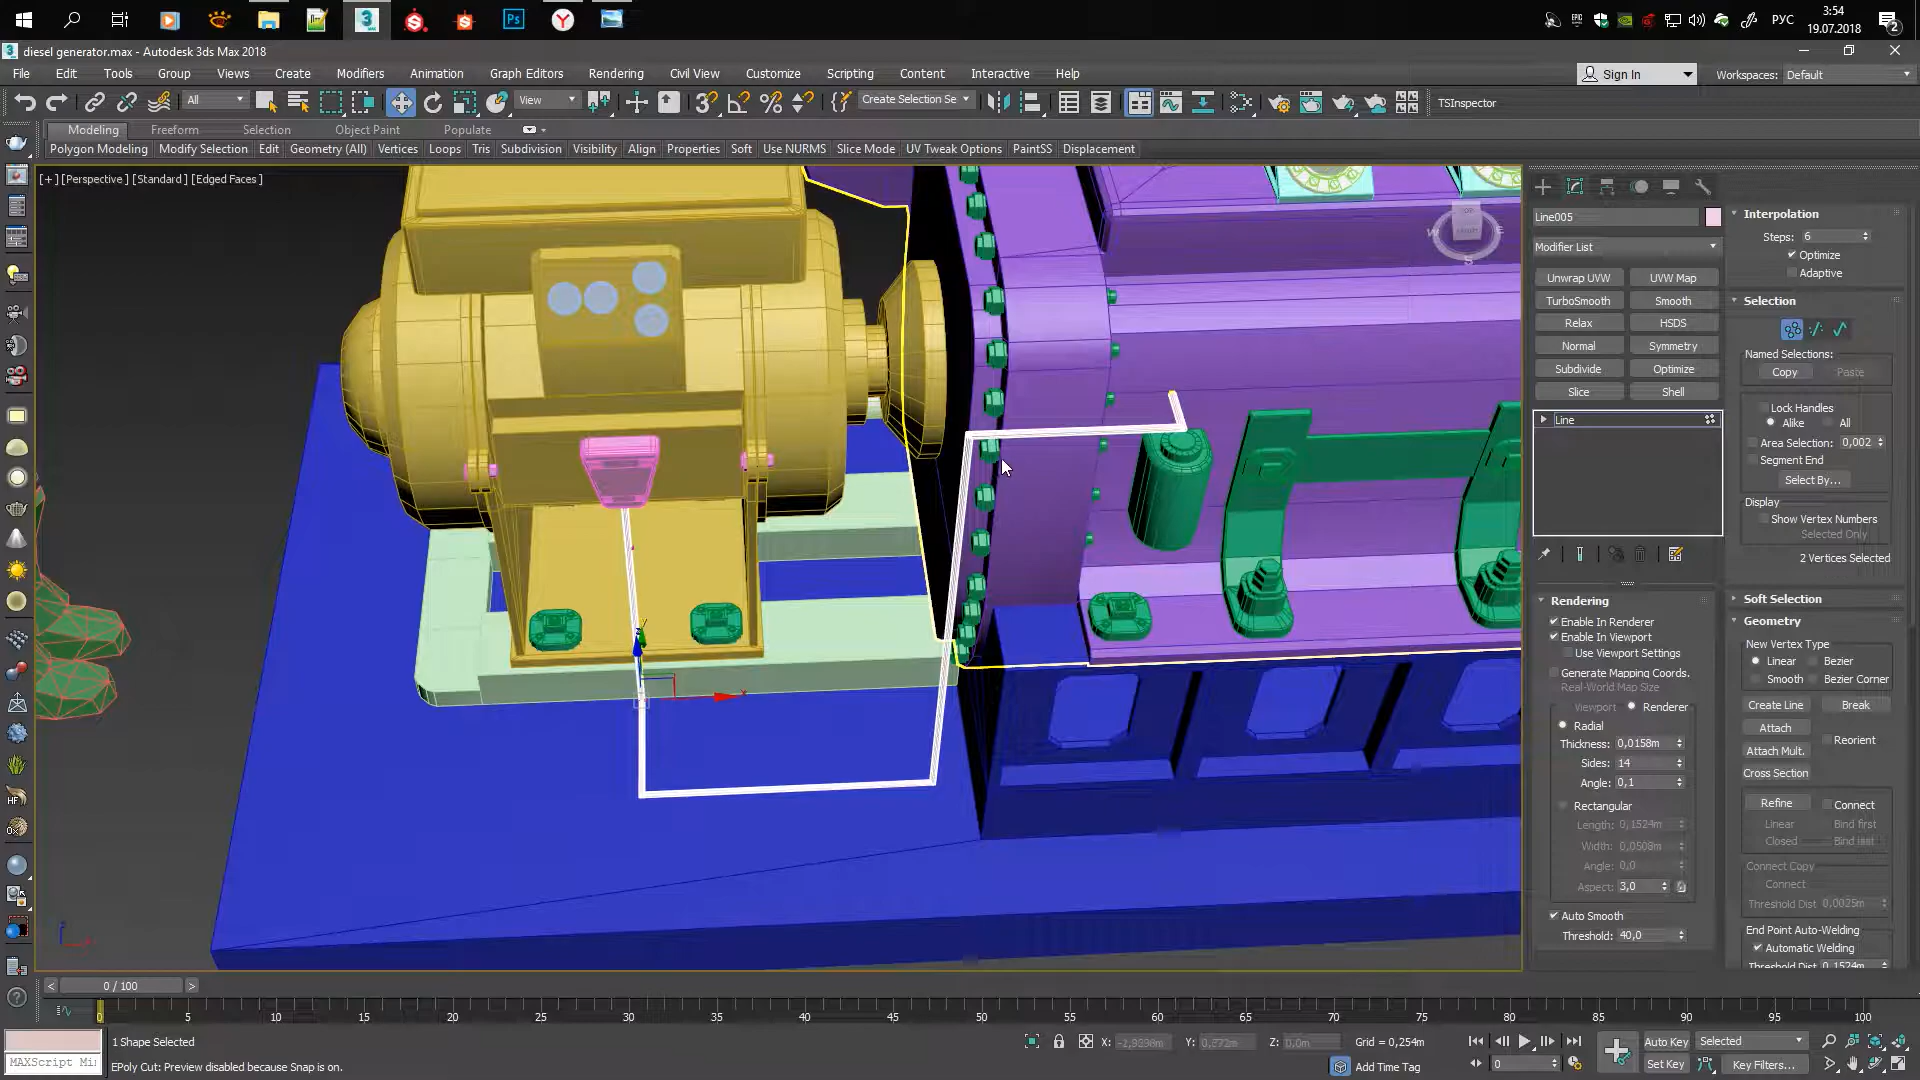 3:54
РУС
19.07.2018
2
diesel generator.max - Autodesk 3ds Max 2018
File Edit Tools Group Views Create Modifiers Animation Graph Editors Rendering Civil View Customize Scripting Content Interactive Help
Sign In
Workspaces: Default
All
View
Create Selection Se
TSInspector
Modeling Freeform Selection Object Paint Populate
Polygon Modeling Modify Selection Edit Geometry (All) Vertices Loops Tris Subdivision Visibility Align Properties Soft Use NURMS Slice Mode UV Tweak Options PaintSS Displacement
[+] [Perspective ] [Standard ] [Edged Faces ]
Line005
Modifier List
Unwrap UVW UVW Map
TurboSmooth Smooth
Relax HSDS
Normal Symmetry
Subdivide Optimize
Slice Shell
Line
Rendering
Enable In Renderer
Enable In Viewport
Use Viewport Settings
Generate Mapping Coords.
Real-World Map Size
Viewport Renderer
Radial
Thickness: 0,0158m
Sides: 14
Angle: 0,1
Rectangular
Length: 0,1524m
Width: 0,0508m
Angle: 0,0
Aspect: 3,0
Auto Smooth
Threshold: 40,0
Interpolation
Steps: 6
Optimize
Adaptive
Selection
Named Selections:
Copy Paste
Lock Handles
Alike All
Area Selection: 0,002
Segment End
Select By...
Display
Show Vertex Numbers
Selected Only
2 Vertices Selected
Soft Selection
Geometry
New Vertex Type
Linear Bezier
Smooth Bezier Corner
Create Line Break
Attach
Reorient
Attach Mult.
Cross Section
Refine Connect
Linear Bind first
Closed Bind last
Connect Copy
Connect
Threshold Dist 0,0025m
End Point Auto-Welding
Automatic Welding
Threshold Dist 0,1524m
< 0 / 100 >
0 5 10 15 20 25 30 35 40 45 50 55 60 65 70 75 80 85 90 95 100
1 Shape Selected
MAXScript Mi
EPoly Cut: Preview disabled because Snap is on.
Z: 0,0m
Grid = 0,254m
Add Time Tag
0
Auto Key Selected
Set Key Key Filters...